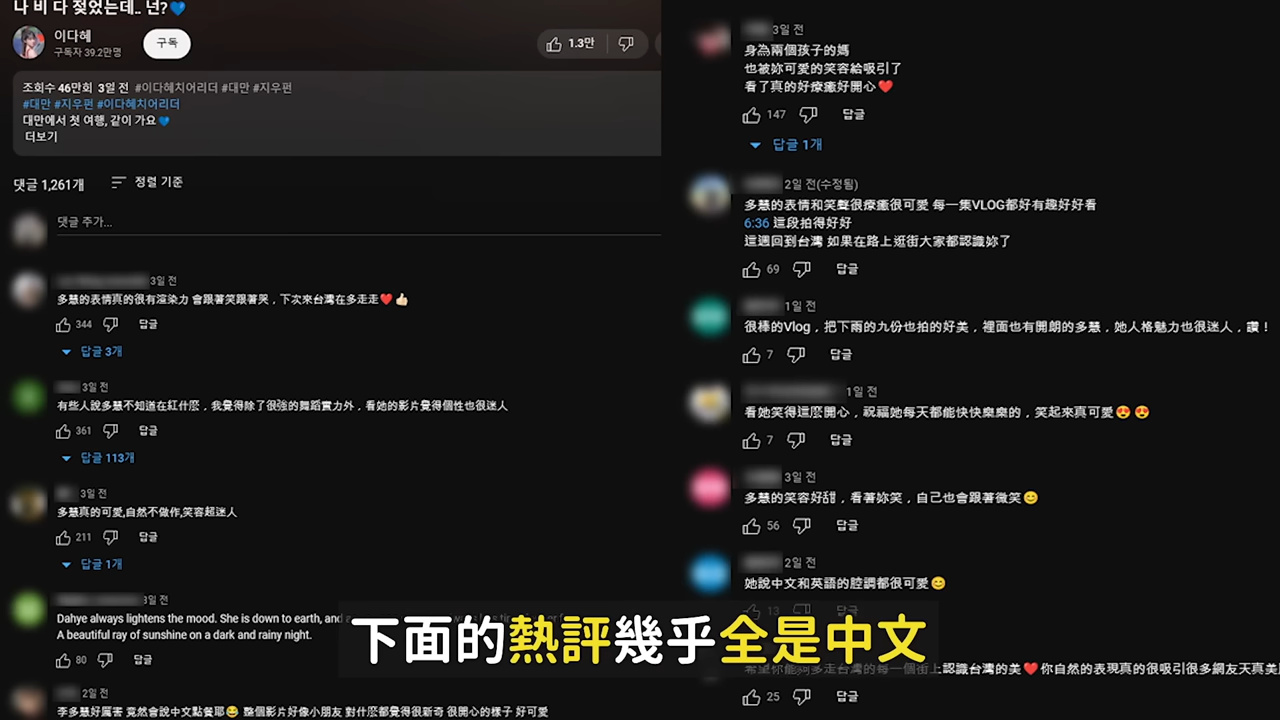 나 비 다 젖었는데.. 넌?💙
이다혜
구독자 39.2만명
구독
1.3만
조회수 46만회 3일 전 #이다혜치어리더 #대만 #지우펀
#대만 #지우펀 #이다혜치어리더
대만에서 첫 여행, 같이 가요💙
더보기
댓글 1,261개
정렬 기준
댓글 추가...
3일 전
多慧的表情真的很有渲染力 會跟著笑跟著哭，下次來台灣在多走走❤️👍🏻
344
답글
답글 3개
3일 전
有些人說多慧不知道在紅什麼，我覺得除了很強的舞蹈實力外，看她的影片覺得個性也很迷人
361
답글
답글 113개
3일 전
多慧真的可愛,自然不做作,笑容超迷人
211
답글
답글 1개
3일 전
Dahye always lightens the mood. She is down to earth, and
A beautiful ray of sunshine on a dark and rainy night.
80
답글
2일 전
李多慧好厲害 竟然會說中文點餐耶😂 整個影片好像小朋友 對什麼都覺得很新奇 很開心的樣子 好可愛
3일 전
身為兩個孩子的媽
也被妳可愛的笑容給吸引了
看了真的好療癒好開心❤️
147
답글
답글 1개
2일 전(수정됨)
多慧的表情和笑聲很療癒很可愛 每一集VLOG都好有趣好好看
6:36 這段拍得好好
這週回到台灣 如果在路上逛街大家都認識妳了
69
답글
1일 전
很棒的Vlog，把下雨的九份也拍的好美，裡面也有開朗的多慧，她人格魅力也很迷人，讚！
7
답글
1일 전
看她笑得這麼開心，祝福她每天都能快快樂樂的，笑起來真可愛😍😍
7
답글
3일 전
多慧的笑容好甜，看著妳笑，自己也會跟著微笑😊
56
답글
2일 전
她說中文和英語的腔調都很可愛😊
13
답글
希望你能夠多走台灣的每一個街上認識台灣的美❤️你自然的表現真的很吸引很多網友天真美
25
답글
下面的熱評幾乎全是中文